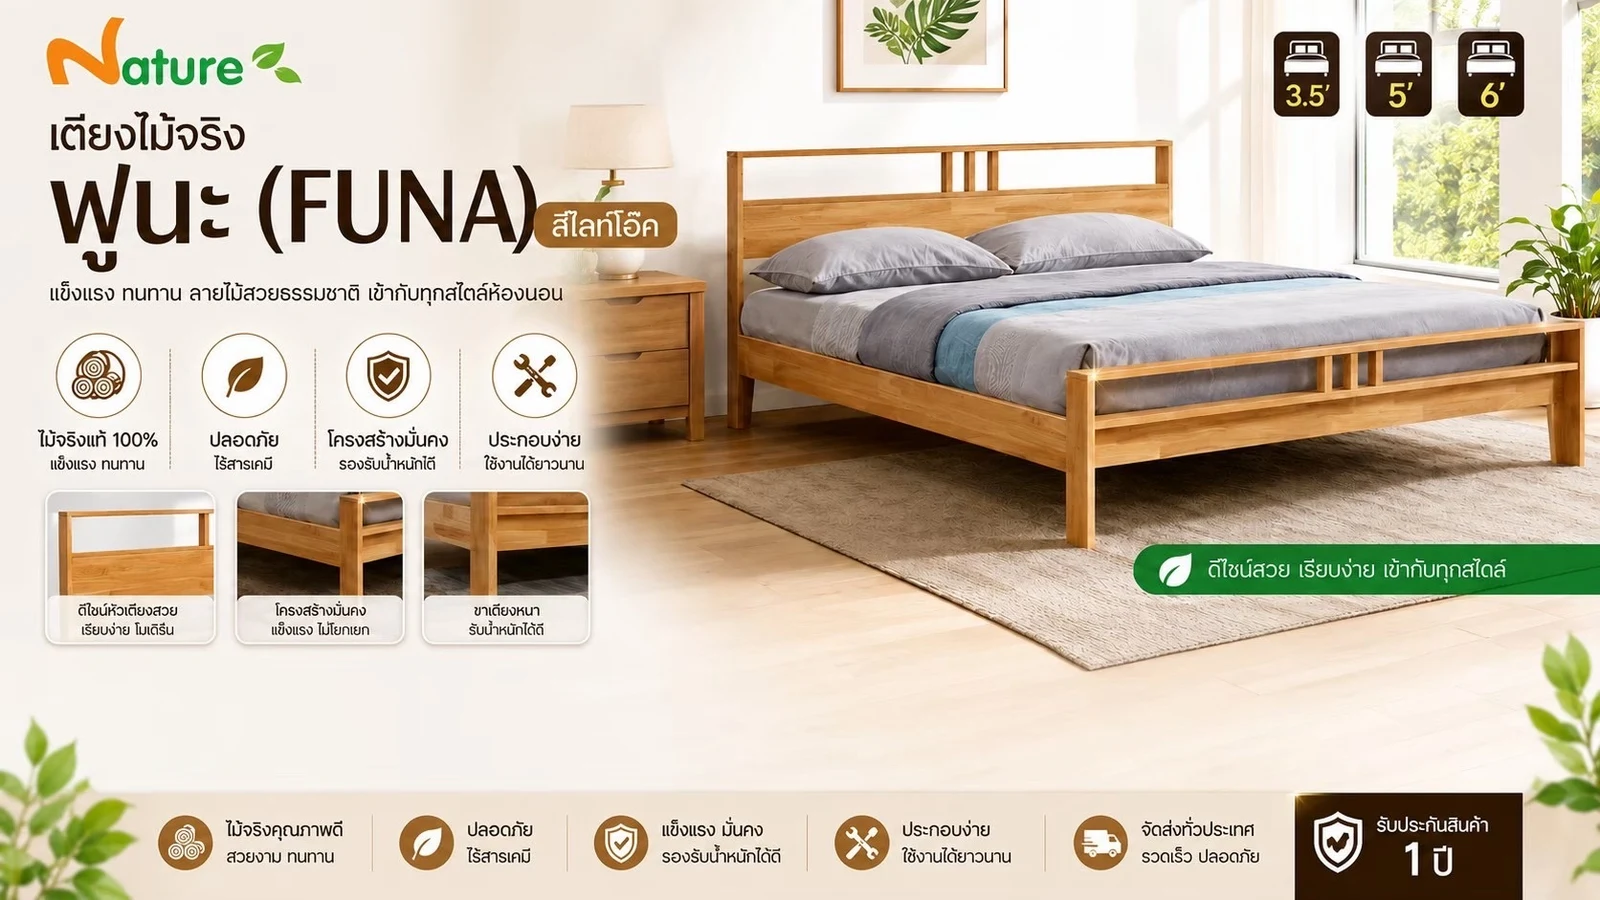 Nature
3.5’
5’
6’
เตียงไม้จริง
ฟูนะ (FUNA)
สีไลท์โอ๊ค
แข็งแรง ทนทาน ลายไม้สวยธรรมชาติ เข้ากับทุกสไตล์ห้องนอน
ไม้จริงแท้ 100%
แข็งแรง ทนทาน
ปลอดภัย
ไร้สารเคมี
โครงสร้างมั่นคง
รองรับน้ำหนักได้ดี
ประกอบง่าย
ใช้งานได้ยาวนาน
ดีไซน์หัวเตียงสวย
เรียบง่าย โมเดิร์น
โครงสร้างมั่นคง
แข็งแรง ไม่โยกเยก
ขาเตียงหนา
รับน้ำหนักได้ดี
ดีไซน์สวย เรียบง่าย เข้ากับทุกสไตล์
ไม้จริงคุณภาพดี
สวยงาม ทนทาน
ปลอดภัย
ไร้สารเคมี
แข็งแรง มั่นคง
รองรับน้ำหนักได้ดี
ประกอบง่าย
ใช้งานได้ยาวนาน
จัดส่งทั่วประเทศ
รวดเร็ว ปลอดภัย
รับประกันสินค้า
1 ปี